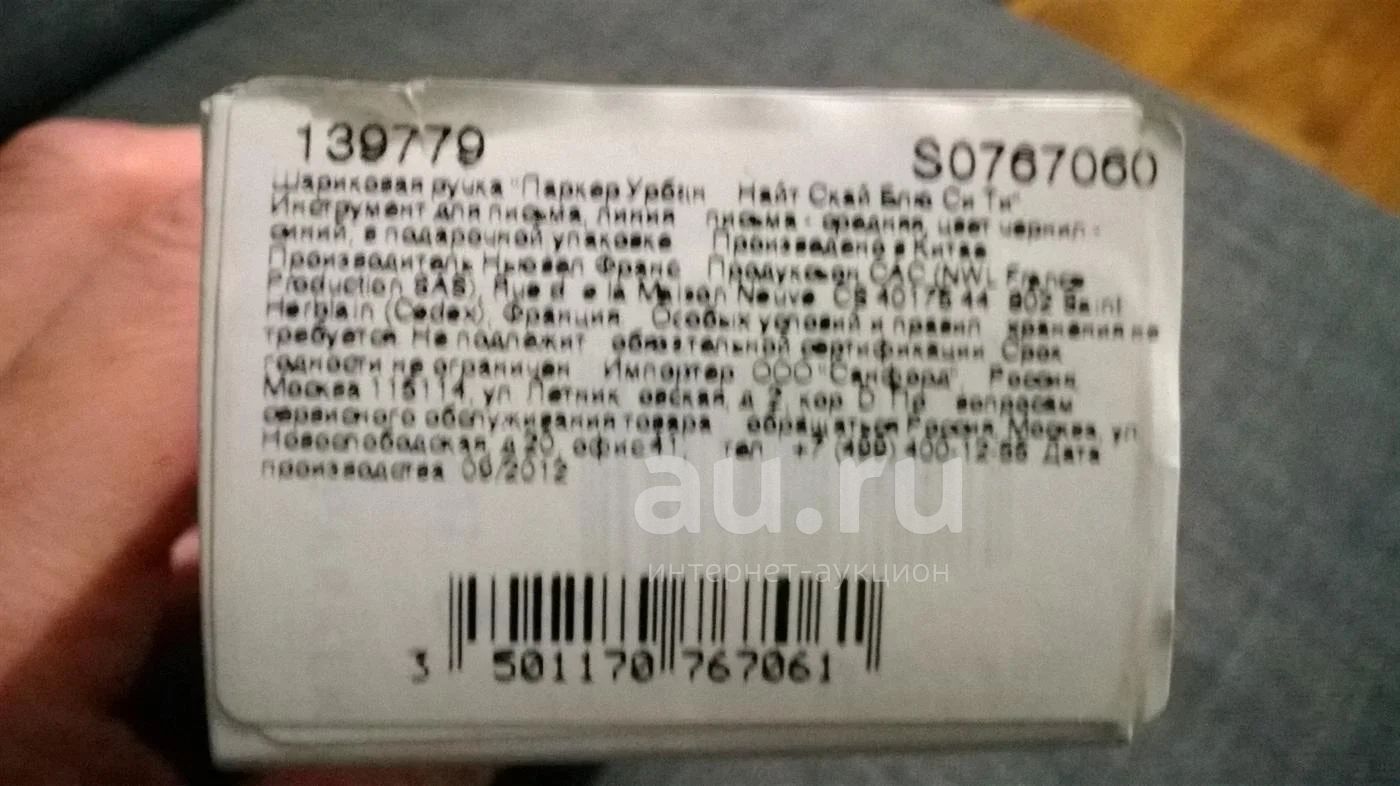 139779 S0767060
Шариковая ручка "Паркер Урбан Найт Скай Блю Си Ти"
Инструмент для письма, линия письма - средняя, цвет чернил -
синий, в подарочной упаковке Произведено в Китае
Производитель Ньювел Франс Продуксьон САС (NWL France
Production SAS), Rue d e la Maison Neuve CS 40175 44 802 Saint
Herblain (Cedex), Франция Особых условий и правил хранения не
требуется Не подлежит обязательной сертификации Срок
годности не ограничен Импортер ООО "Санфорд", Россия,
Москва 115114, ул Летник овская, д 2, кор D По вопросам
сервисного обслуживания товара обращаться Россия, Москва, ул
Новослободская, д 20, офис 41, тел +7 (499) 400-12-55 Дата
производства 09/2012
au.ru
интернет-аукцион
3 501170 767061